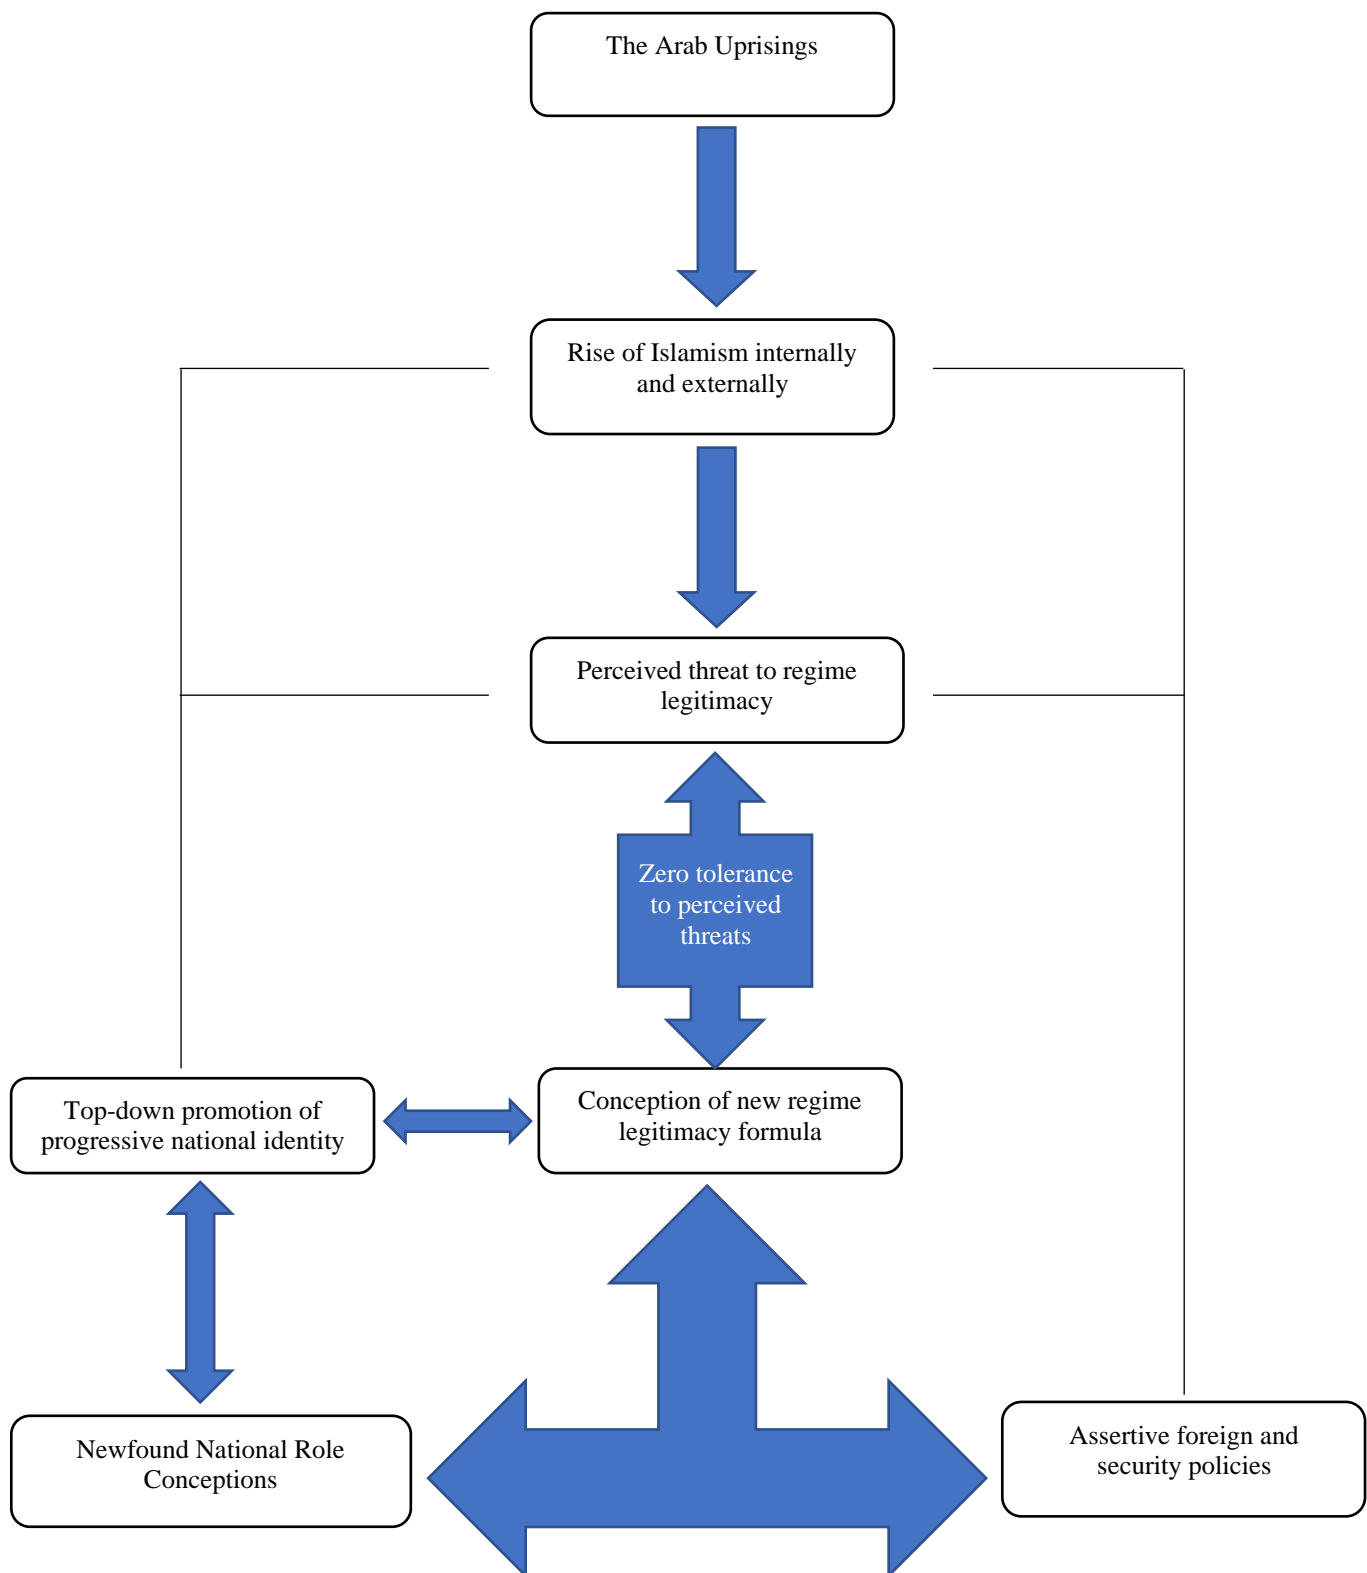 The Arab Uprisings
Rise of Islamism internally
and externally
Perceived threat to regime
legitimacy
Zero tolerance
to perceived
threats
Top-down promotion of
progressive national identity
Conception of new regime
legitimacy formula
Newfound National Role
Conceptions
Assertive foreign and
security policies